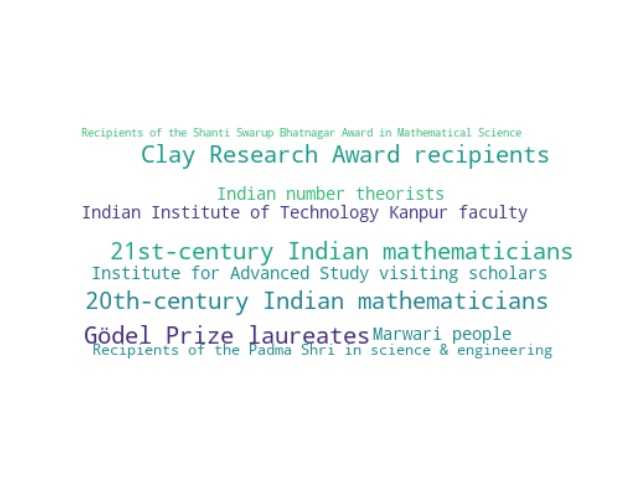 Recipients of the Shanti Swarup Bhatnagar Award in Mathematical Science
Clay Research Award recipients
Indian number theorists
Indian Institute of Technology Kanpur faculty
21st-century Indian mathematicians
Institute for Advanced Study visiting scholars
20th-century Indian mathematicians
Gödel Prize laureates Marwari people
Recipients of the Padma Shri in science & engineering